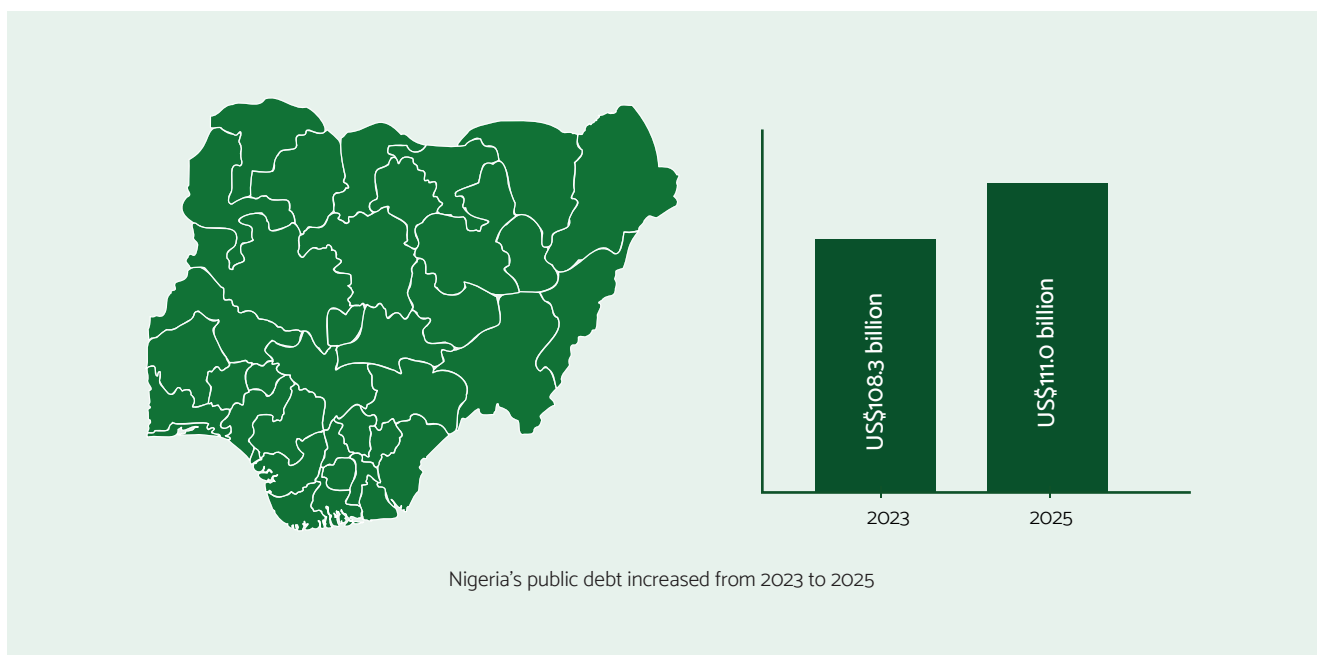 US$108.3 billion
US$111.0 billion
2023
2025
Nigeria's public debt increased from 2023 to 2025